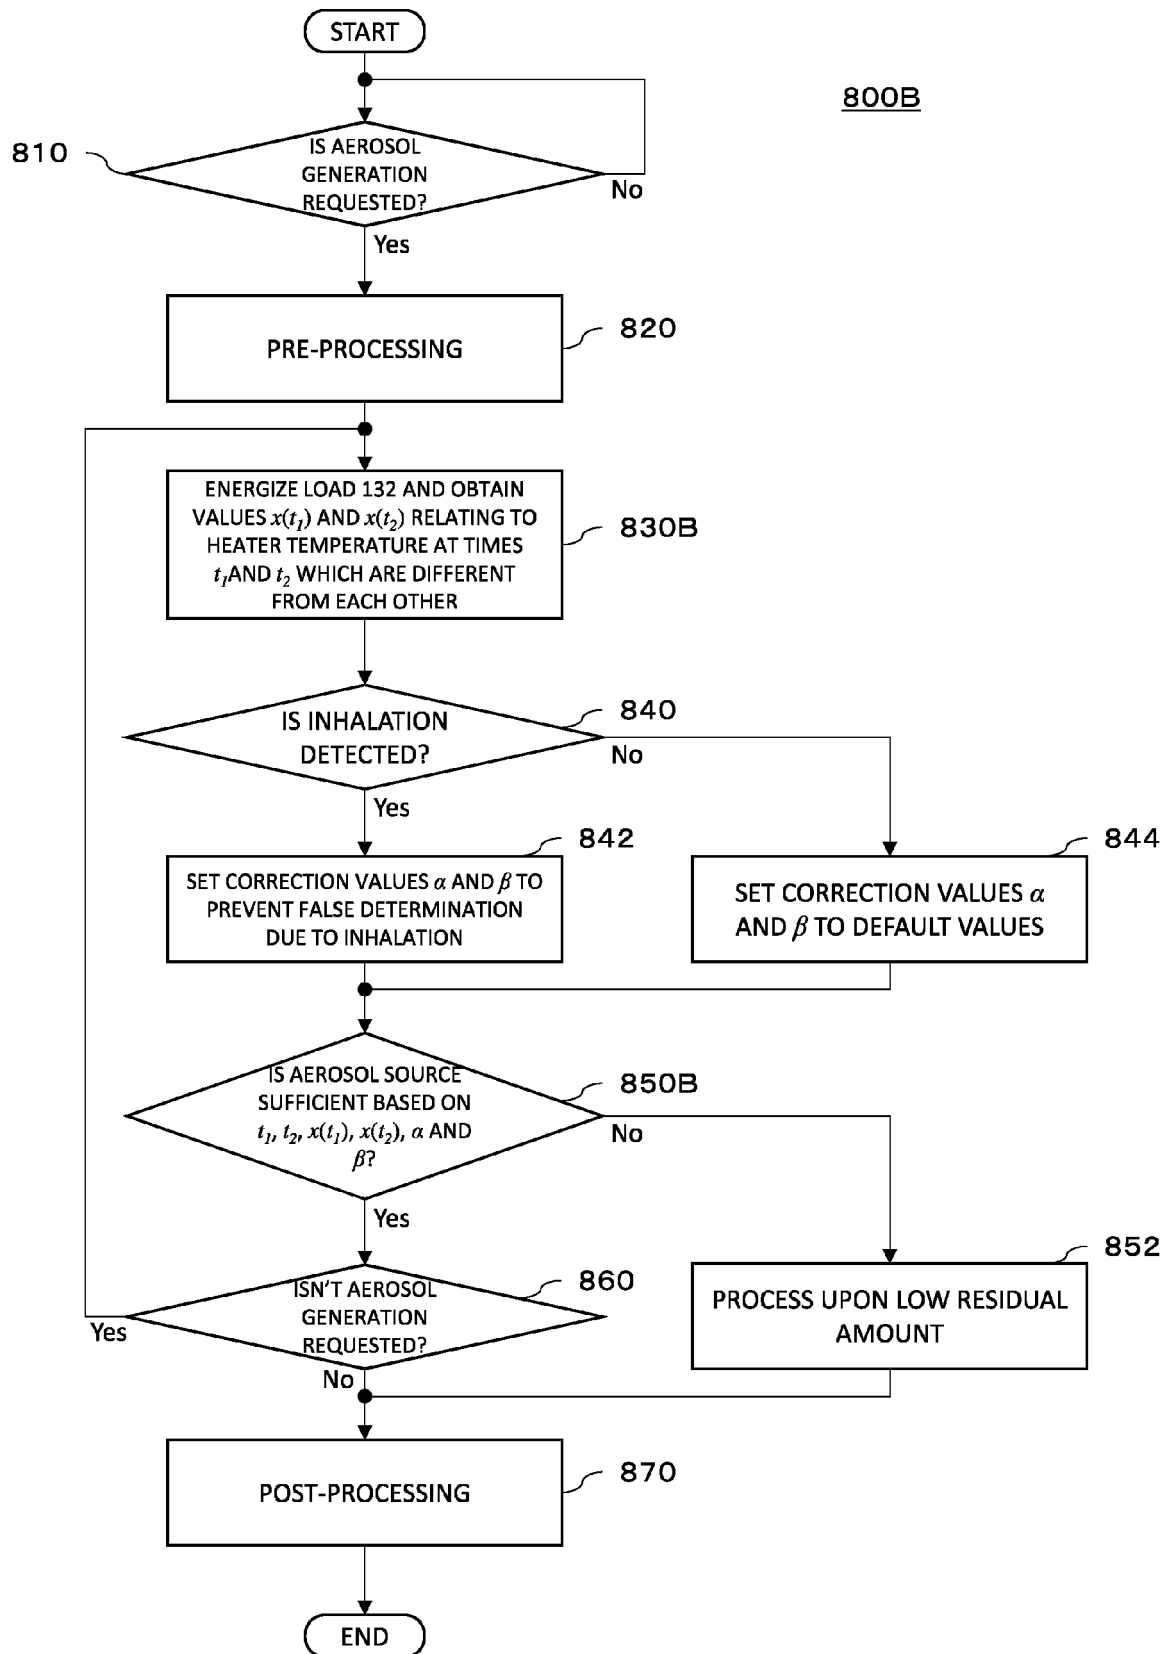 START
800B
810
IS AEROSOL
GENERATION
REQUESTED?
No
Yes
PRE-PROCESSING
820
ENERGIZE LOAD 132 AND OBTAIN
VALUES x(t1) AND x(t2) RELATING TO
HEATER TEMPERATURE AT TIMES
t1AND t2 WHICH ARE DIFFERENT
FROM EACH OTHER
830B
IS INHALATION
DETECTED?
840
No
Yes
842
SET CORRECTION VALUES α AND β TO
PREVENT FALSE DETERMINATION
DUE TO INHALATION
844
SET CORRECTION VALUES α
AND β TO DEFAULT VALUES
IS AEROSOL SOURCE
SUFFICIENT BASED ON
t1, t2, x(t1), x(t2), α AND
β?
850B
No
Yes
852
PROCESS UPON LOW RESIDUAL
AMOUNT
ISN'T AEROSOL
GENERATION
REQUESTED?
860
Yes
No
POST-PROCESSING
870
END